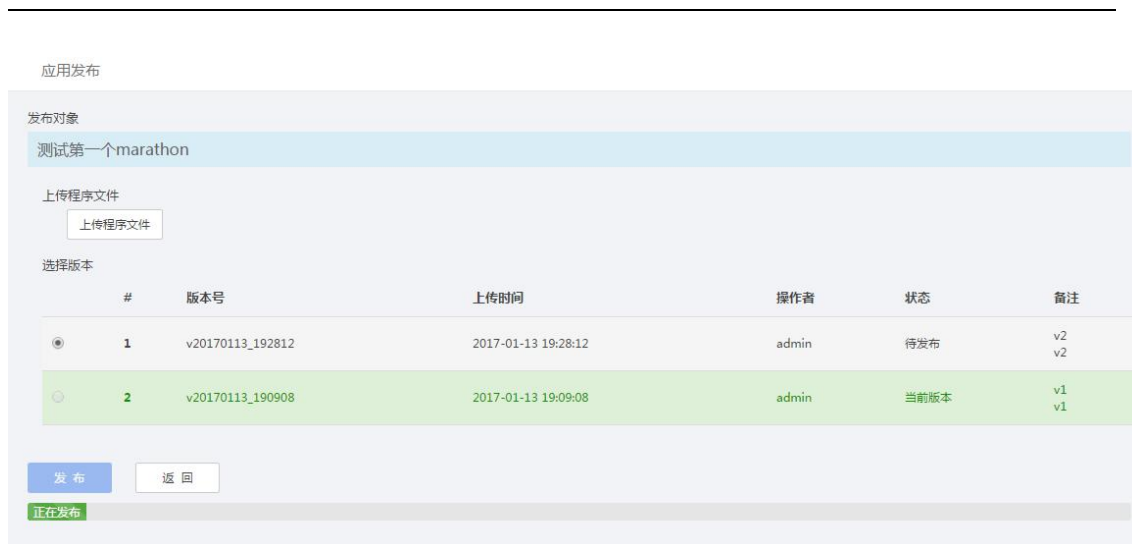 应用发布
发布对象
测试第一个marathon
上传程序文件
上传程序文件
选择版本
# 版本号 上传时间 操作者 状态 备注
1 v20170113_192812 2017-01-13 19:28:12 admin 待发布 v2
v2
2 v20170113_190908 2017-01-13 19:09:08 admin 当前版本 v1
v1
发 布 返 回
正在发布